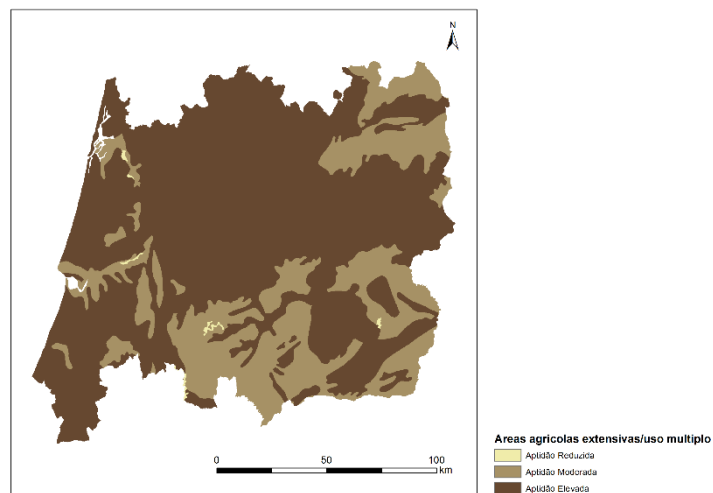 N
0 50 100
km
Areas agricolas extensivas/uso multiplo
Aptidão Reduzida
Aptidão Moderada
Aptidão Elevada